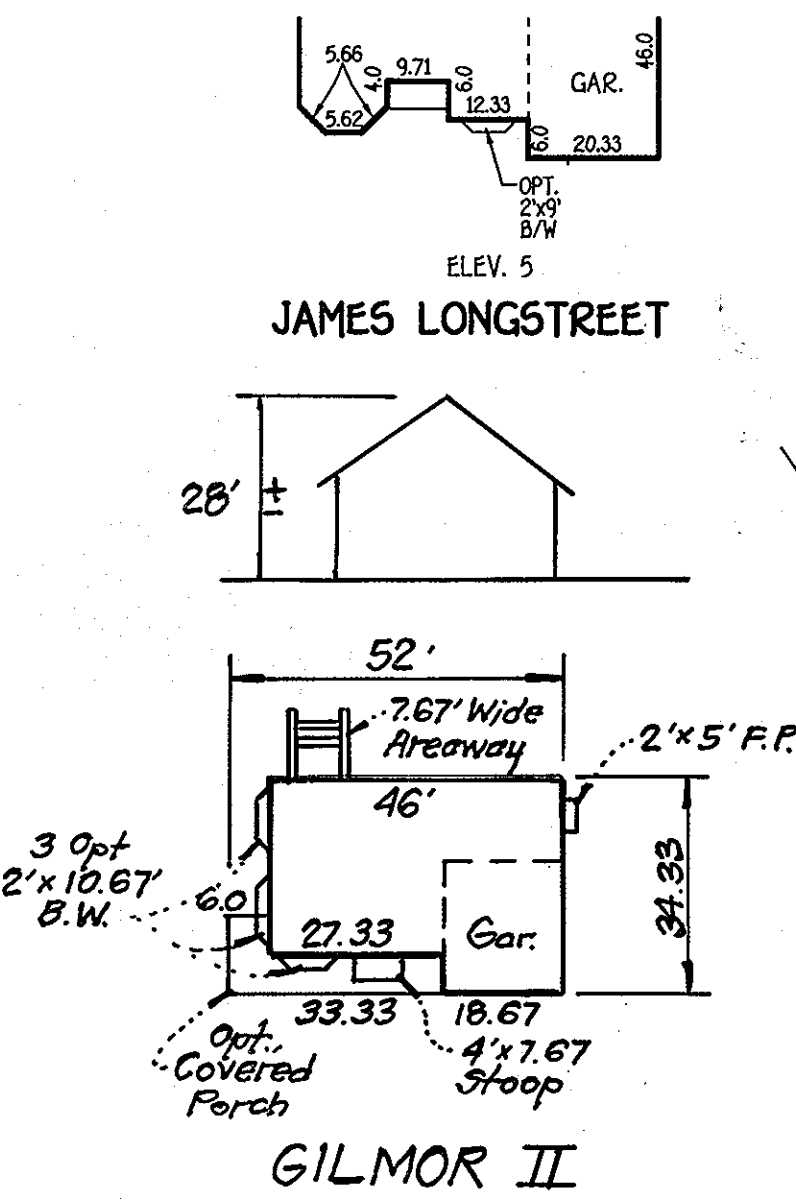 5.66
4.0
9.71
6.0
46.0
GAR.
5.62
12.33
6.0
20.33
OPT.
2'x9'
B/W
ELEV. 5
JAMES LONGSTREET
28' ±
52'
7.67' Wide
Areaway
2'x5' F.P.
46'
3 Opt
2'x10.67'
B.W.
6.0
34.33
27.33
Gar.
33.33
18.67
Opt.
Covered
Porch
4'x7.67
Stoop
GILMOR II